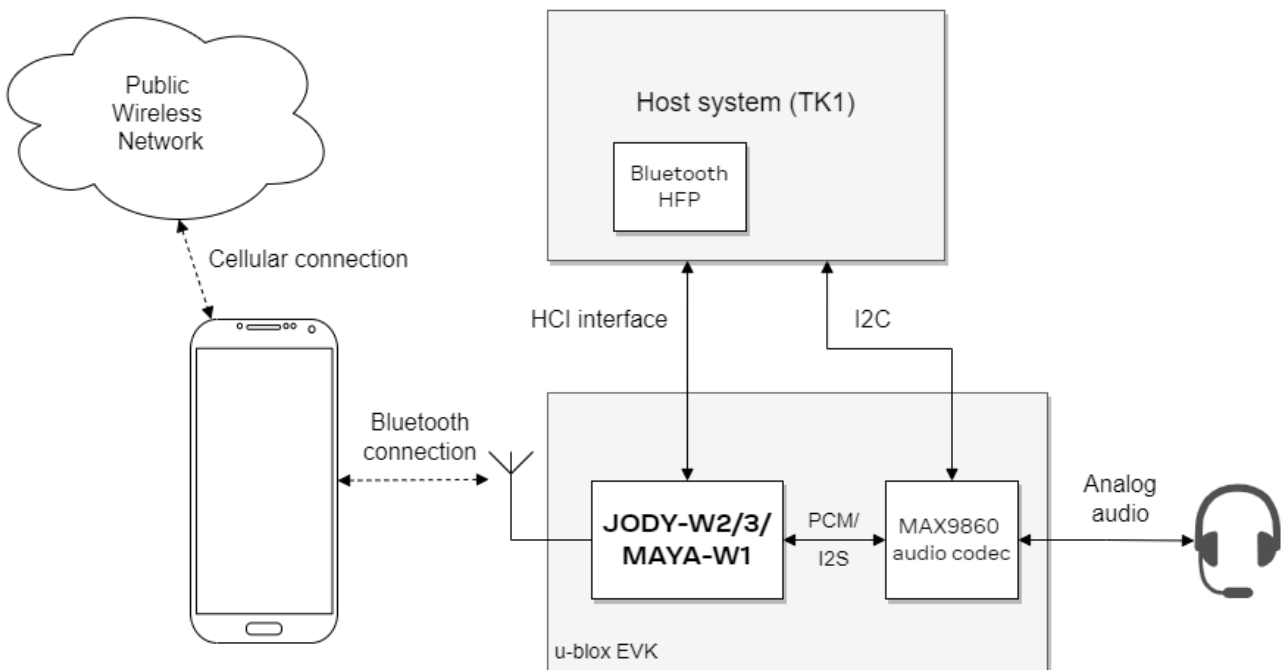 Public
Wireless
Network
Host system (TK1)
Bluetooth
HFP
Cellular connection
HCI interface
I2C
Bluetooth
connection
JODY-W2/3/
MAYA-W1
PCM/
I2S
MAX9860
audio codec
Analog
audio
u-blox EVK